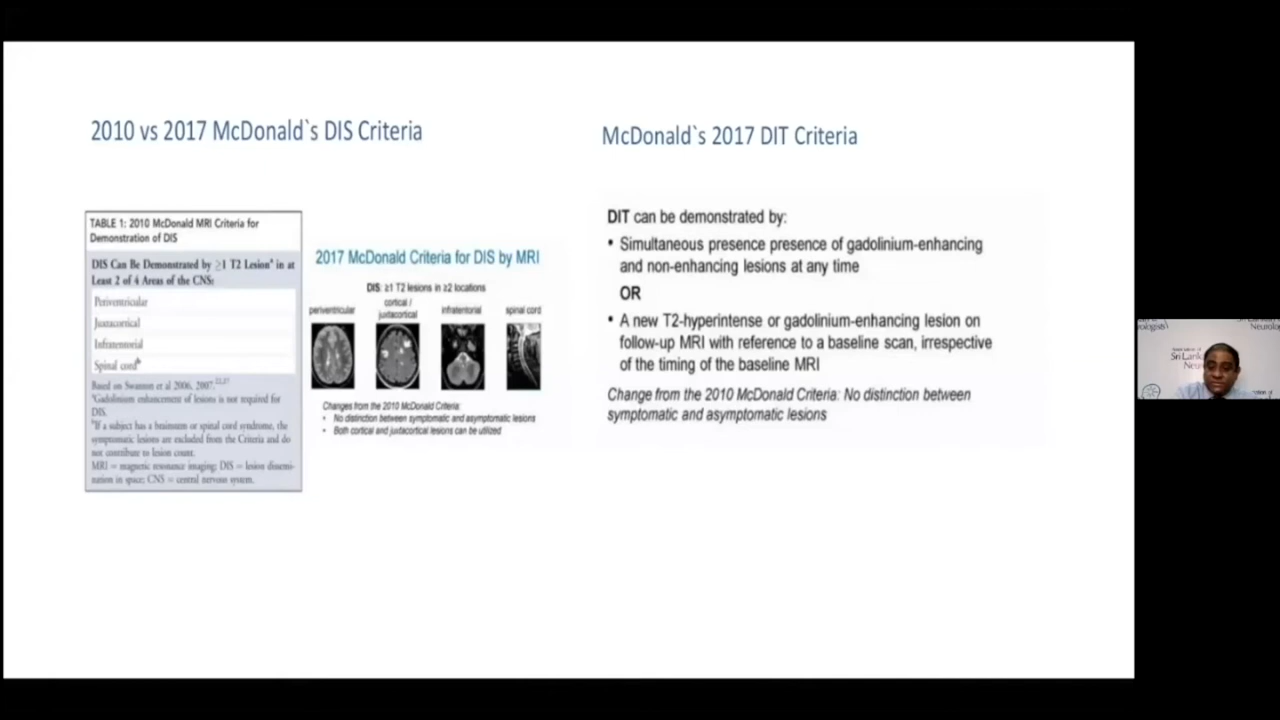 2010 vs 2017 McDonald`s DIS Criteria
McDonald`s 2017 DIT Criteria
TABLE 1: 2010 McDonald MRI Criteria for
Demonstration of DIS
DIS Can Be Demonstrated by ≥1 T2 Lesionᵃ in at
Least 2 of 4 Areas of the CNS:
Periventricular
Juxtacortical
Infratentorial
Spinal cordᵇ
Based on Swanton et al 2006, 2007.
ᵃGadolinium enhancement of lesions is not required for
DIS.
ᵇIf a subject has a brainstem or spinal cord syndrome, the
symptomatic lesions are excluded from the Criteria and do
not contribute to lesion count.
MRI = magnetic resonance imaging; DIS = lesion dissemi-
nation in space; CNS = central nervous system.
2017 McDonald Criteria for DIS by MRI
DIS: ≥1 T2 lesions in ≥2 locations
periventricular
cortical /
juxtacortical
infratentorial
spinal cord
Changes from the 2010 McDonald Criteria:
• No distinction between symptomatic and asymptomatic lesions
• Both cortical and juxtacortical lesions can be utilized
DIT can be demonstrated by:
• Simultaneous presence presence of gadolinium-enhancing
and non-enhancing lesions at any time
OR
• A new T2-hyperintense or gadolinium-enhancing lesion on
follow-up MRI with reference to a baseline scan, irrespective
of the timing of the baseline MRI
Change from the 2010 McDonald Criteria: No distinction between
symptomatic and asymptomatic lesions
Sri Lanka